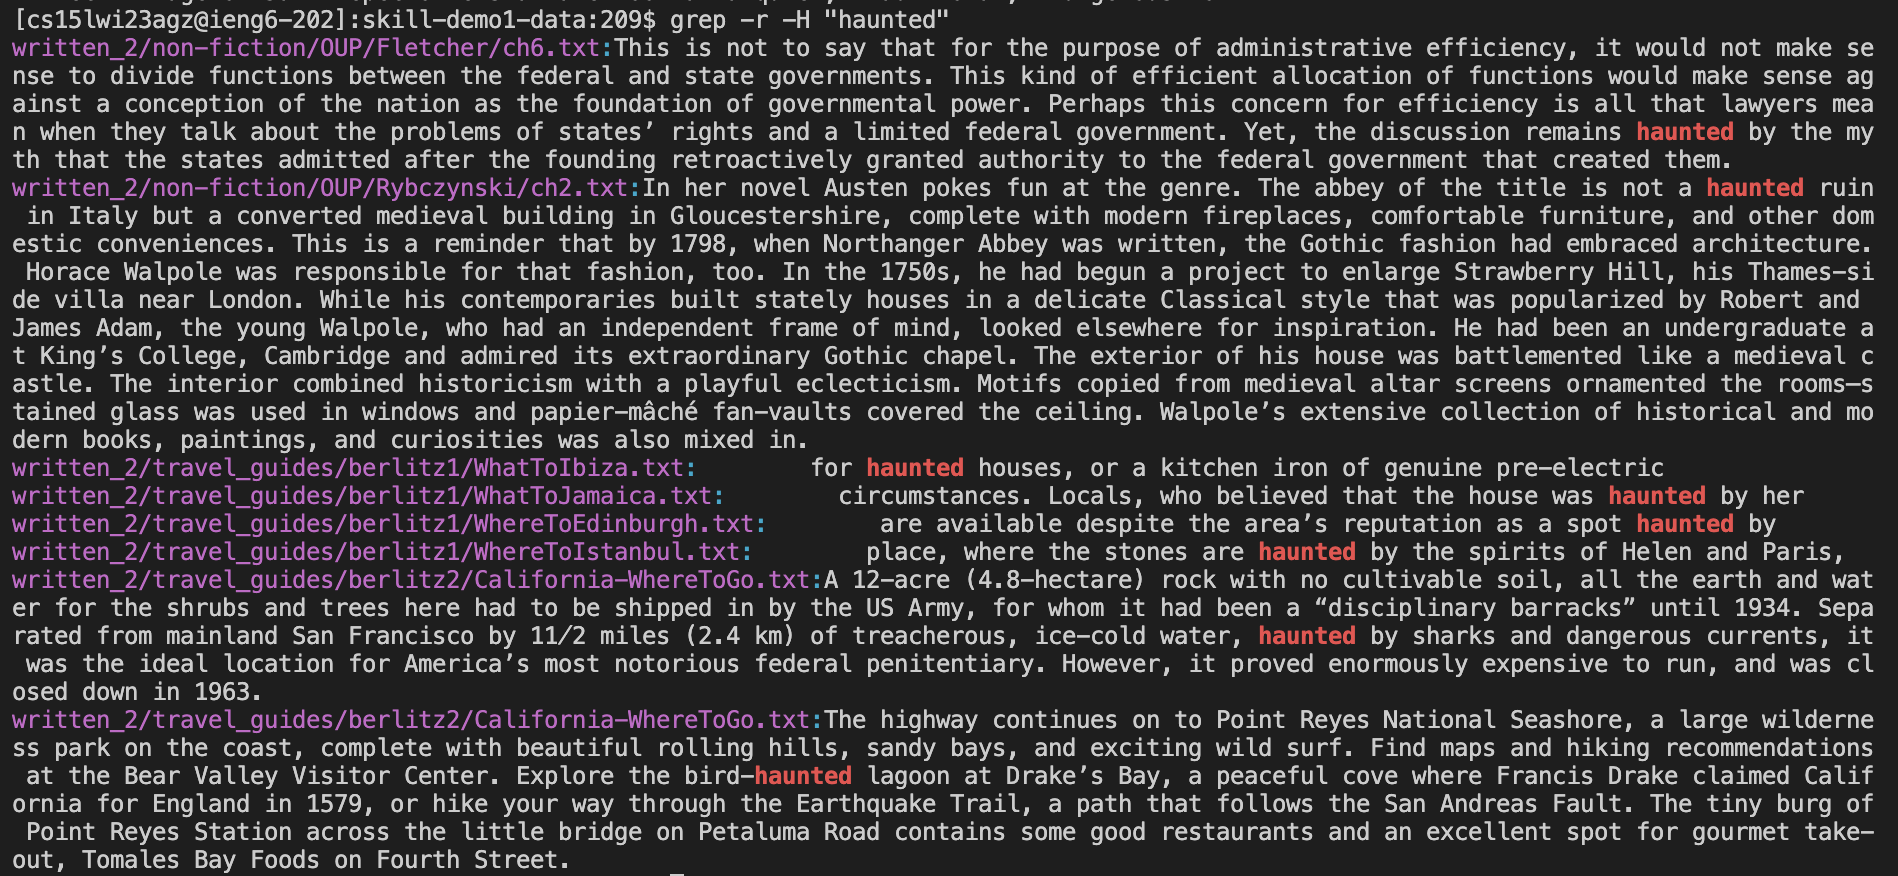 [cs15lwi23agz@ieng6-202]:skill-demo1-data:209$ grep -r -H "haunted"
written_2/non-fiction/OUP/Fletcher/ch6.txt:This is not to say that for the purpose of administrative efficiency, it would not make se
nse to divide functions between the federal and state governments. This kind of efficient allocation of functions would make sense ag
ainst a conception of the nation as the foundation of governmental power. Perhaps this concern for efficiency is all that lawyers mea
n when they talk about the problems of states’ rights and a limited federal government. Yet, the discussion remains haunted by the my
th that the states admitted after the founding retroactively granted authority to the federal government that created them.
written_2/non-fiction/OUP/Rybczynski/ch2.txt:In her novel Austen pokes fun at the genre. The abbey of the title is not a haunted ruin
 in Italy but a converted medieval building in Gloucestershire, complete with modern fireplaces, comfortable furniture, and other dom
estic conveniences. This is a reminder that by 1798, when Northanger Abbey was written, the Gothic fashion had embraced architecture.
 Horace Walpole was responsible for that fashion, too. In the 1750s, he had begun a project to enlarge Strawberry Hill, his Thames-si
de villa near London. While his contemporaries built stately houses in a delicate Classical style that was popularized by Robert and
James Adam, the young Walpole, who had an independent frame of mind, looked elsewhere for inspiration. He had been an undergraduate a
t King’s College, Cambridge and admired its extraordinary Gothic chapel. The exterior of his house was battlemented like a medieval c
astle. The interior combined historicism with a playful eclecticism. Motifs copied from medieval altar screens ornamented the rooms—s
tained glass was used in windows and papier-mâché fan-vaults covered the ceiling. Walpole’s extensive collection of historical and mo
dern books, paintings, and curiosities was also mixed in.
written_2/travel_guides/berlitz1/WhatToIbiza.txt:        for haunted houses, or a kitchen iron of genuine pre-electric
written_2/travel_guides/berlitz1/WhatToJamaica.txt:        circumstances. Locals, who believed that the house was haunted by her
written_2/travel_guides/berlitz1/WhereToEdinburgh.txt:        are available despite the area’s reputation as a spot haunted by
written_2/travel_guides/berlitz1/WhereToIstanbul.txt:        place, where the stones are haunted by the spirits of Helen and Paris,
written_2/travel_guides/berlitz2/California-WhereToGo.txt:A 12-acre (4.8-hectare) rock with no cultivable soil, all the earth and wat
er for the shrubs and trees here had to be shipped in by the US Army, for whom it had been a “disciplinary barracks” until 1934. Sepa
rated from mainland San Francisco by 11/2 miles (2.4 km) of treacherous, ice-cold water, haunted by sharks and dangerous currents, it
 was the ideal location for America’s most notorious federal penitentiary. However, it proved enormously expensive to run, and was cl
osed down in 1963.
written_2/travel_guides/berlitz2/California-WhereToGo.txt:The highway continues on to Point Reyes National Seashore, a large wilderne
ss park on the coast, complete with beautiful rolling hills, sandy bays, and exciting wild surf. Find maps and hiking recommendations
 at the Bear Valley Visitor Center. Explore the bird-haunted lagoon at Drake’s Bay, a peaceful cove where Francis Drake claimed Calif
ornia for England in 1579, or hike your way through the Earthquake Trail, a path that follows the San Andreas Fault. The tiny burg of
 Point Reyes Station across the little bridge on Petaluma Road contains some good restaurants and an excellent spot for gourmet take-
out, Tomales Bay Foods on Fourth Street.